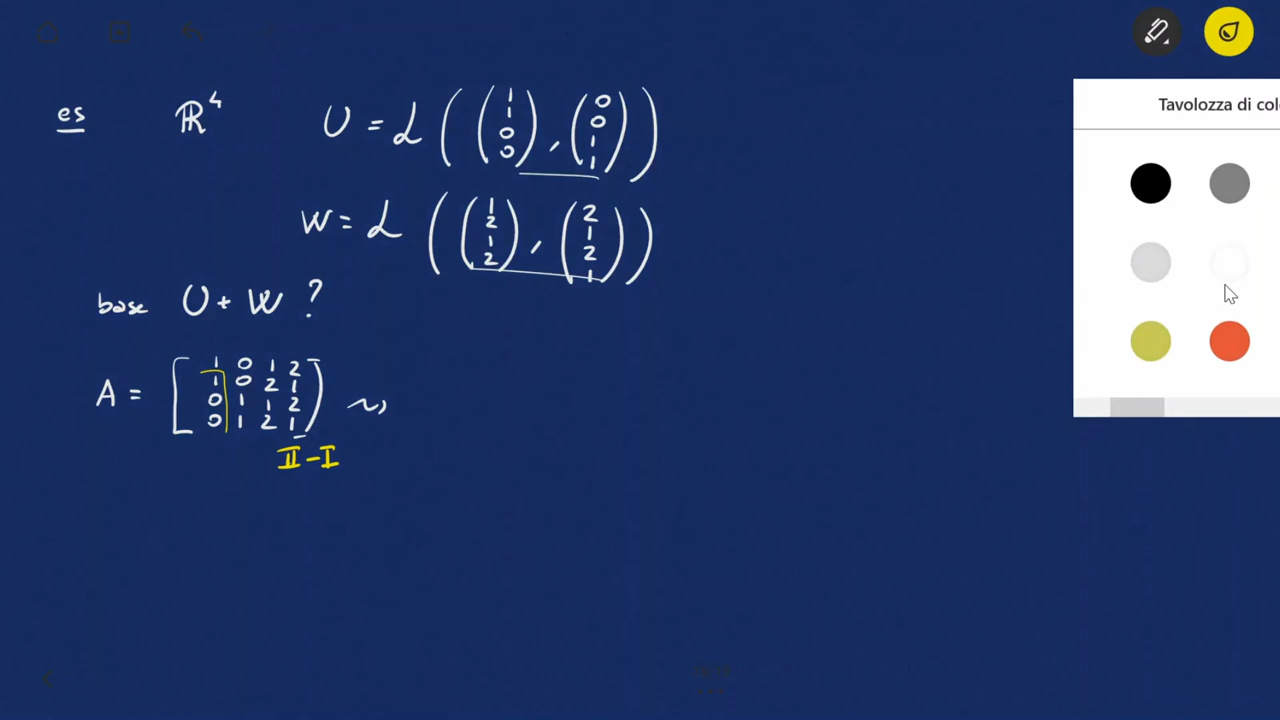 es ℝ⁴ U = ℒ ( (1 1 0 0) , (0 0 1 1) )
W = ℒ ( (1 2 1 2) , (2 1 2 1) )
base U + W ?
A = [ 1 0 1 2
1 0 2 1
0 1 1 2
0 1 2 1 ] ~>
II - I
Tavolozza di col